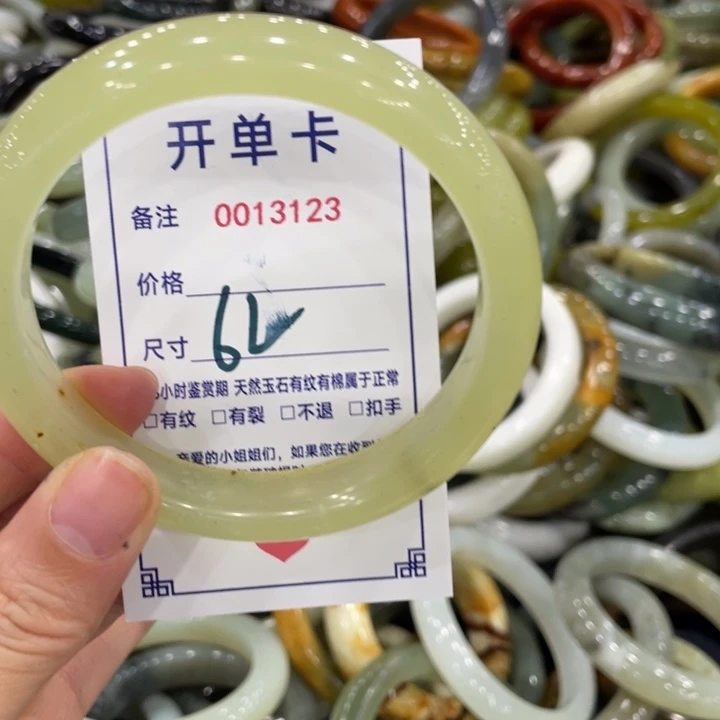 开单卡
备注 0013123
价格
尺寸 62
小时鉴赏期 天然玉石有纹有棉属于正常
□有纹 □有裂 □不退 □扣手
亲爱的小姐姐们，如果您在收到